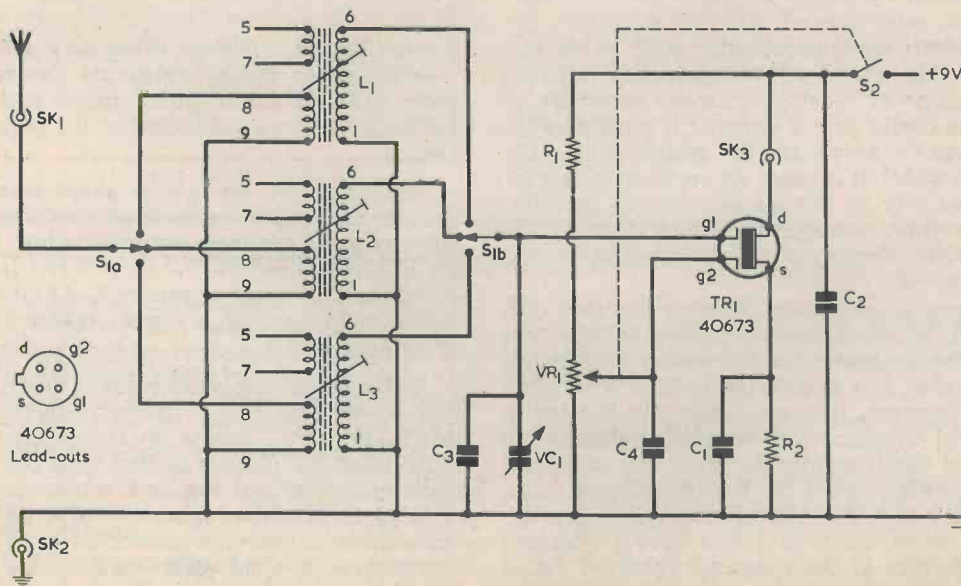 SK1
S1a
5
7
8
9
6
L1
1
5
7
8
9
6
L2
1
5
7
8
9
6
L3
1
S1b
C3
VC1
R1
VR1
g1
g2
d
s
TR1
40673
SK3
C4
C1
R2
C2
S2
+9V
d
g2
s
g1
40673
Lead-outs
SK2
−